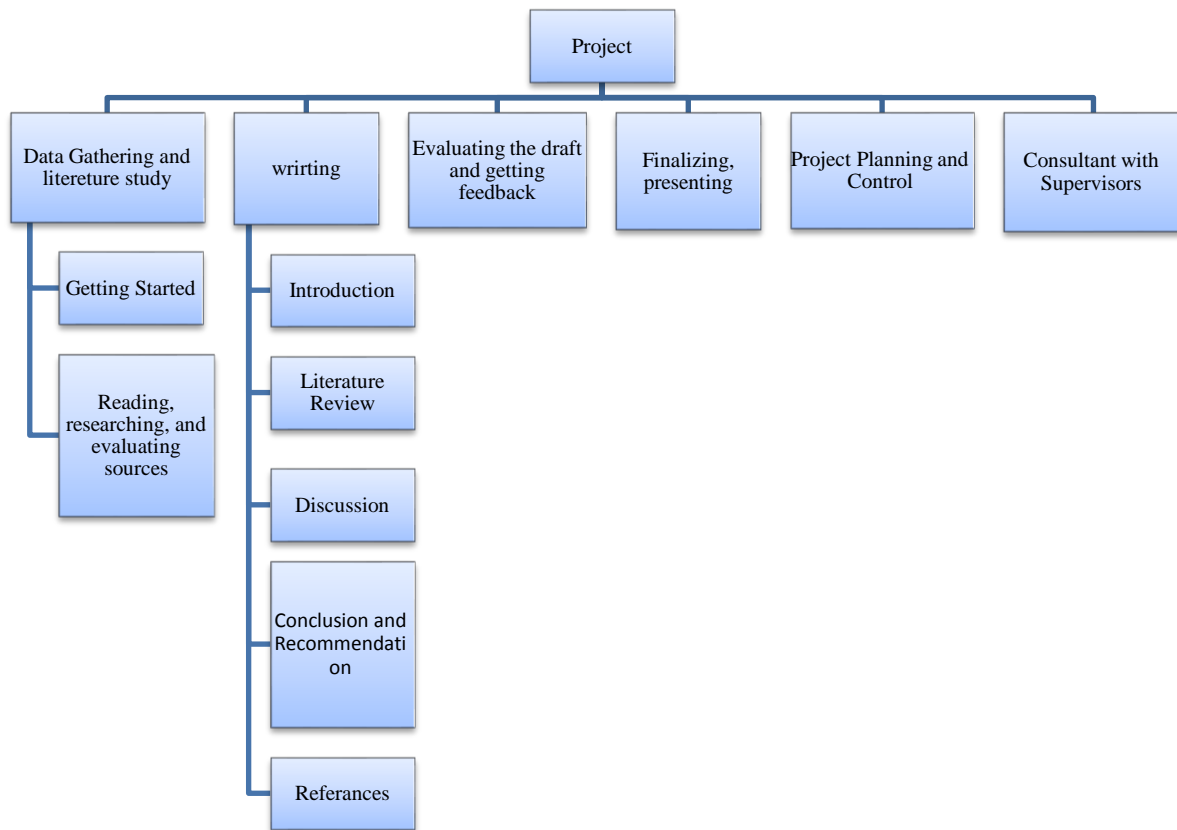 Project
Data Gathering and
litereture study
wrirting
Evaluating the draft
and getting
feedback
Finalizing,
presenting
Project Planning and
Control
Consultant with
Supervisors
Getting Started
Reading,
researching, and
evaluating
sources
Introduction
Literature
Review
Discussion
Conclusion and
Recommendati
on
Referances